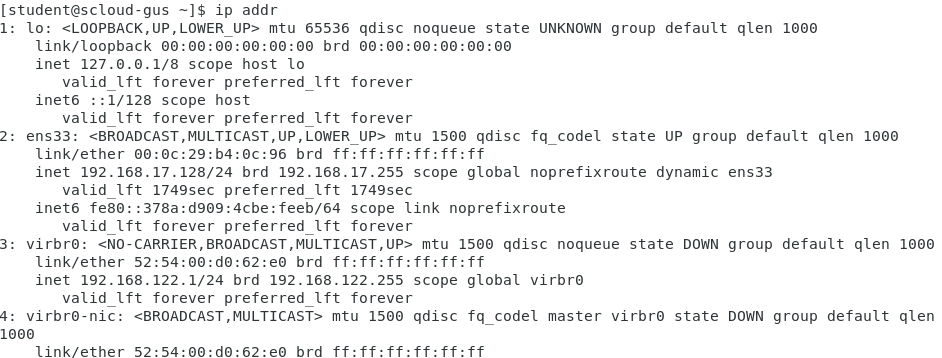 [student@scloud-gus ~]$ ip addr
1: lo: <LOOPBACK,UP,LOWER_UP> mtu 65536 qdisc noqueue state UNKNOWN group default qlen 1000
    link/loopback 00:00:00:00:00:00 brd 00:00:00:00:00:00
    inet 127.0.0.1/8 scope host lo
       valid_lft forever preferred_lft forever
    inet6 ::1/128 scope host
       valid_lft forever preferred_lft forever
2: ens33: <BROADCAST,MULTICAST,UP,LOWER_UP> mtu 1500 qdisc fq_codel state UP group default qlen 1000
    link/ether 00:0c:29:b4:0c:96 brd ff:ff:ff:ff:ff:ff
    inet 192.168.17.128/24 brd 192.168.17.255 scope global noprefixroute dynamic ens33
       valid_lft 1749sec preferred_lft 1749sec
    inet6 fe80::378a:d909:4cbe:feeb/64 scope link noprefixroute
       valid_lft forever preferred_lft forever
3: virbr0: <NO-CARRIER,BROADCAST,MULTICAST,UP> mtu 1500 qdisc noqueue state DOWN group default qlen 1000
    link/ether 52:54:00:d0:62:e0 brd ff:ff:ff:ff:ff:ff
    inet 192.168.122.1/24 brd 192.168.122.255 scope global virbr0
       valid_lft forever preferred_lft forever
4: virbr0-nic: <BROADCAST,MULTICAST> mtu 1500 qdisc fq_codel master virbr0 state DOWN group default qlen
1000
    link/ether 52:54:00:d0:62:e0 brd ff:ff:ff:ff:ff:ff